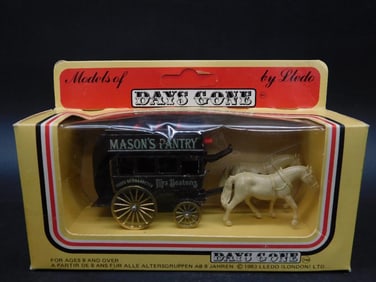 Models of DAYS GONE by Lledo
MASON'S PANTRY
Mrs Beatons
DAYS GONE
FOR AGES 8 AND OVER
A PARTIR DE 8 ANS FUR ALLE ALTERSGRUPPEN AB 8 JAHREN © 1983 LLEDO (LONDON) LTD.